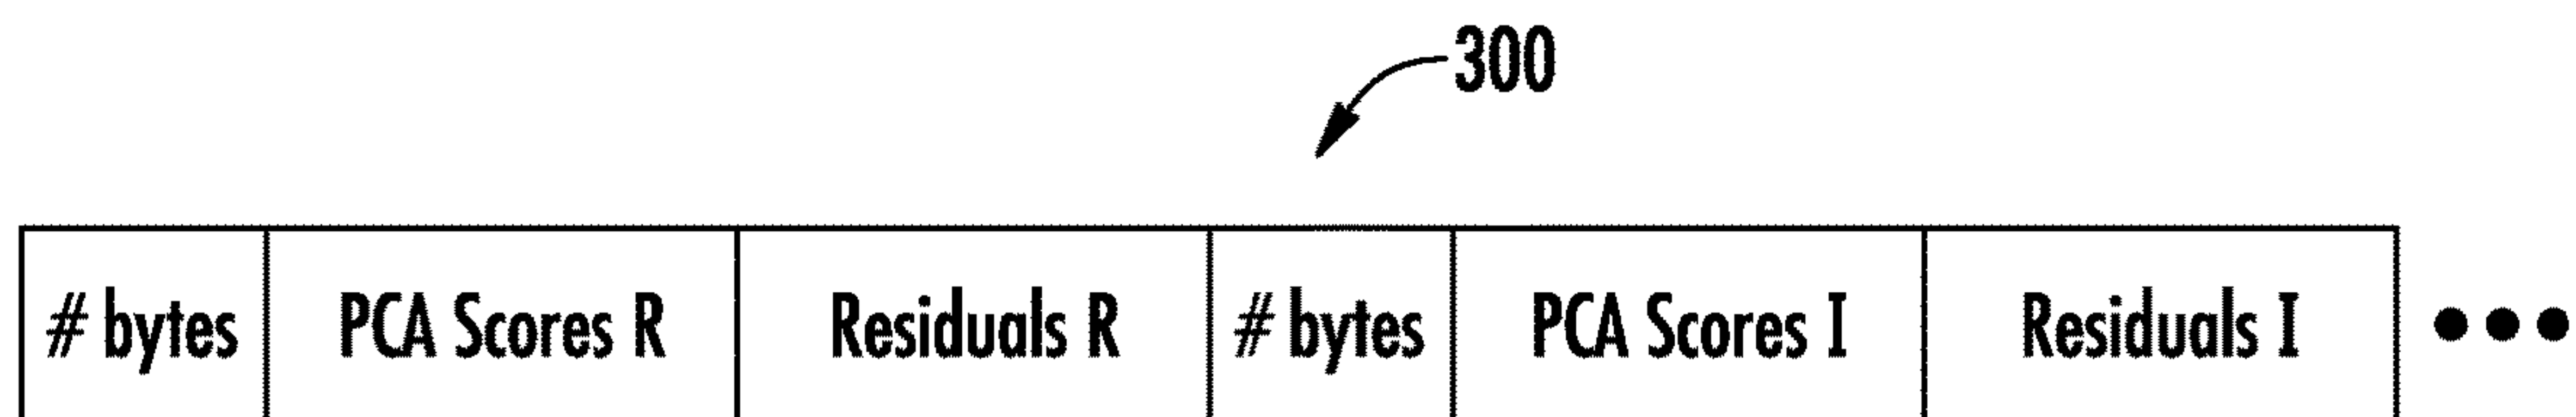 300
# bytes PCA Scores R Residuals R # bytes PCA Scores I Residuals I •••